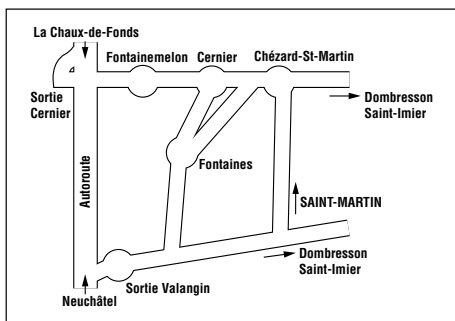 La Chaux-de-Fonds
Fontainemelon
Cernier
Chézard-St-Martin
Sortie
Cernier
Dombresson
Saint-Imier
Autoroute
Fontaines
SAINT-MARTIN
Dombresson
Saint-Imier
Sortie Valangin
Neuchâtel